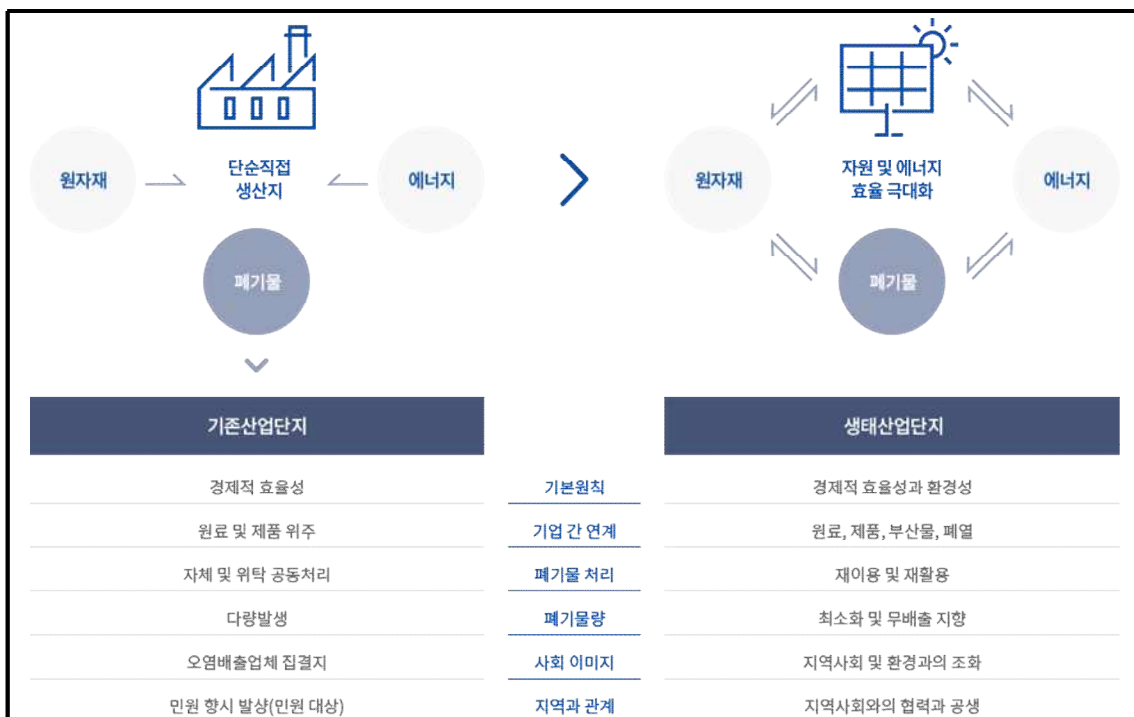 원자재
단순직접
생산지
에너지
폐기물
원자재
자원 및 에너지
효율 극대화
에너지
폐기물
기존산업단지
생태산업단지
경제적 효율성
기본원칙
경제적 효율성과 환경성
원료 및 제품 위주
기업 간 연계
원료, 제품, 부산물, 폐열
자체 및 위탁 공동처리
폐기물 처리
재이용 및 재활용
다량발생
폐기물량
최소화 및 무배출 지향
오염배출업체 집결지
사회 이미지
지역사회 및 환경과의 조화
민원 항시 발상(민원 대상)
지역과 관계
지역사회와의 협력과 공생